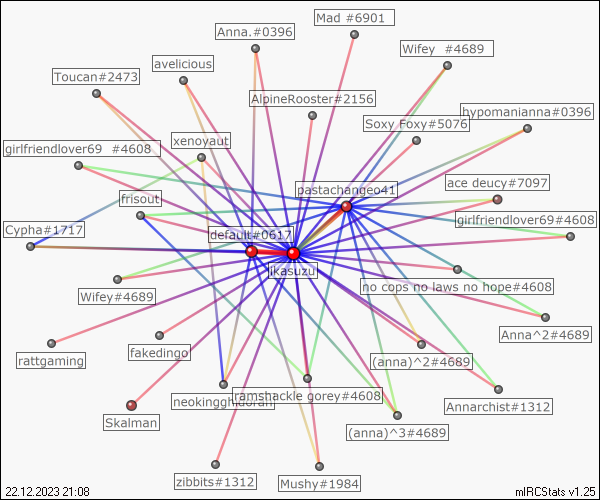 Mad #6901
Anna.#0396
Wifey  #4689
avelicious
Toucan#2473
AlpineRooster#2156
hypomanianna#0396
Soxy Foxy#5076
xenoyaut
girlfriendlover69  #4608
pastachangeo41
ace deucy#7097
frisout
girlfriendlover69#4608
Cypha#1717
default#0617
ikasuzu
no cops no laws no hope#4608
Wifey#4689
Anna^2#4689
fakedingo
(anna)^2#4689
rattgaming
ramshackle gorey#4608
Annarchist#1312
Skalman
(anna)^3#4689
zibbits#1312
Mushy#1984
22.12.2023 21:08
mIRCStats v1.25